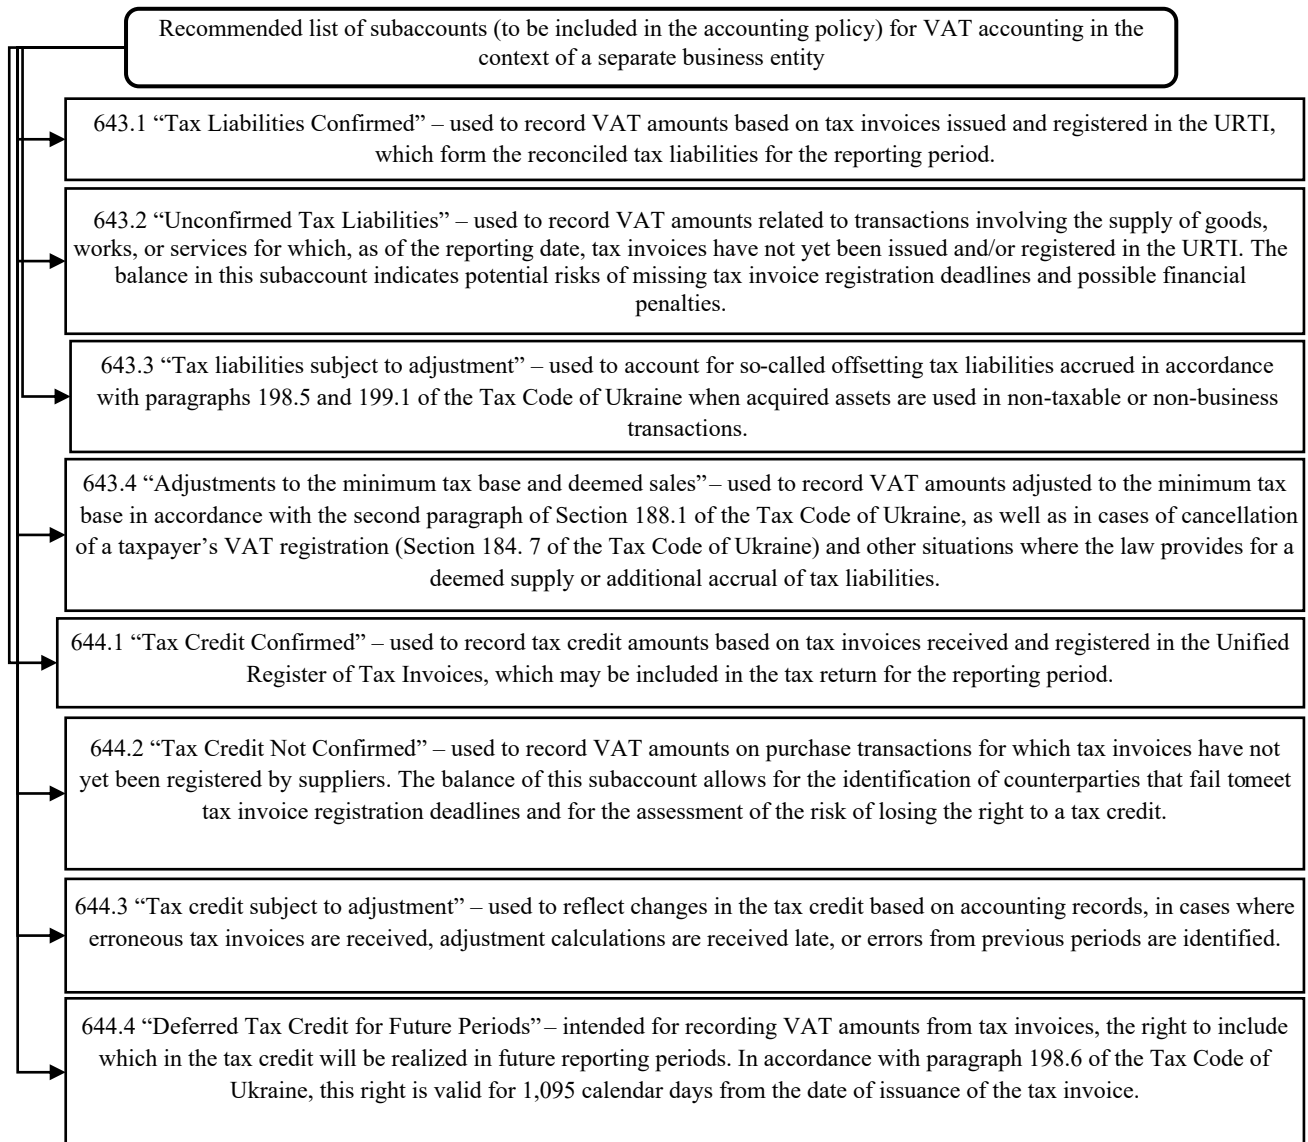 Recommended list of subaccounts (to be included in the accounting policy) for VAT accounting in the
context of a separate business entity
643.1 “Tax Liabilities Confirmed” – used to record VAT amounts based on tax invoices issued and registered in the URTI,
which form the reconciled tax liabilities for the reporting period.
643.2 “Unconfirmed Tax Liabilities” – used to record VAT amounts related to transactions involving the supply of goods,
works, or services for which, as of the reporting date, tax invoices have not yet been issued and/or registered in the URTI. The
balance in this subaccount indicates potential risks of missing tax invoice registration deadlines and possible financial
penalties.
643.3 “Tax liabilities subject to adjustment” – used to account for so-called offsetting tax liabilities accrued in accordance
with paragraphs 198.5 and 199.1 of the Tax Code of Ukraine when acquired assets are used in non-taxable or non-business
transactions.
643.4 “Adjustments to the minimum tax base and deemed sales” – used to record VAT amounts adjusted to the minimum tax
base in accordance with the second paragraph of Section 188.1 of the Tax Code of Ukraine, as well as in cases of cancellation
of a taxpayer’s VAT registration (Section 184. 7 of the Tax Code of Ukraine) and other situations where the law provides for a
deemed supply or additional accrual of tax liabilities.
644.1 “Tax Credit Confirmed” – used to record tax credit amounts based on tax invoices received and registered in the Unified
Register of Tax Invoices, which may be included in the tax return for the reporting period.
644.2 “Tax Credit Not Confirmed” – used to record VAT amounts on purchase transactions for which tax invoices have not
yet been registered by suppliers. The balance of this subaccount allows for the identification of counterparties that fail tomeet
tax invoice registration deadlines and for the assessment of the risk of losing the right to a tax credit.
644.3 “Tax credit subject to adjustment” – used to reflect changes in the tax credit based on accounting records, in cases where
erroneous tax invoices are received, adjustment calculations are received late, or errors from previous periods are identified.
644.4 “Deferred Tax Credit for Future Periods” – intended for recording VAT amounts from tax invoices, the right to include
which in the tax credit will be realized in future reporting periods. In accordance with paragraph 198.6 of the Tax Code of
Ukraine, this right is valid for 1,095 calendar days from the date of issuance of the tax invoice.